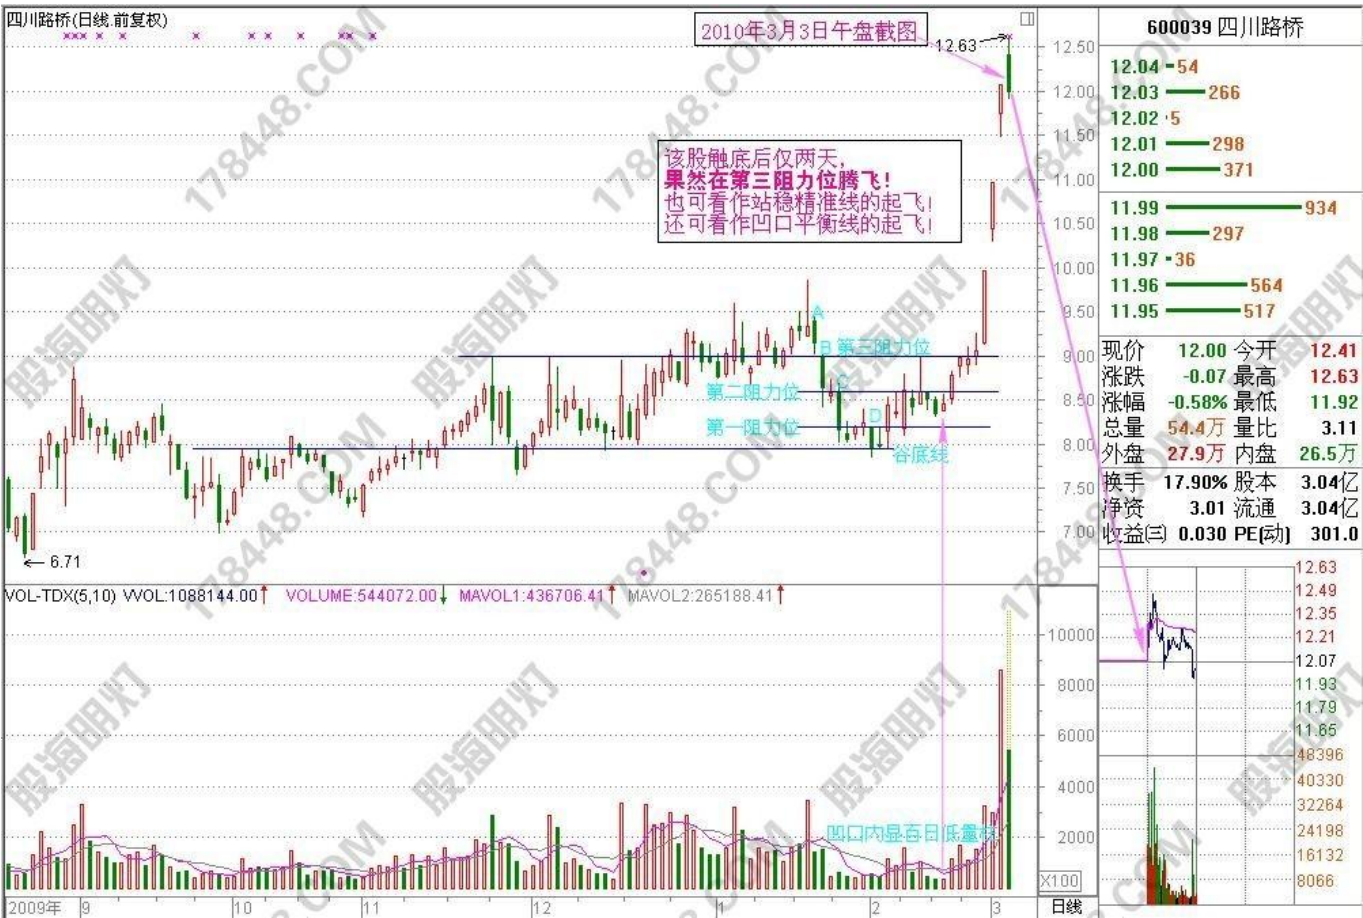 四川路桥(日线.前复权)
2010年3月3日午盘截图
12.63
该股触底后仅两天,
果然在第三阻力位腾飞!
也可看作站稳精准线的起飞!
还可看作凹口平衡线的起飞!
A
B 第三阻力位
C
第二阻力位
D
第一阻力位
谷底线
6.71
12.50
12.00
11.50
11.00
10.50
10.00
9.50
9.00
8.50
8.00
7.50
7.00
VOL-TDX(5,10) VVOL:1088144.00 VOLUME:544072.00 MAVOL1:436706.41 MAVOL2:265188.41
10000
8000
6000
4000
2000
X100
凹口内显百日低量柱
2009年 9 10 11 12 1 2 3 日线
600039 四川路桥
12.04 54
12.03 266
12.02 5
12.01 298
12.00 371
11.99 934
11.98 297
11.97 36
11.96 564
11.95 517
现价 12.00 今开 12.41
涨跌 -0.07 最高 12.63
涨幅 -0.58% 最低 11.92
总量 54.4万 量比 3.11
外盘 27.9万 内盘 26.5万
换手 17.90% 股本 3.04亿
净资 3.01 流通 3.04亿
收益(三) 0.030 PE(动) 301.0
12.63
12.49
12.35
12.21
12.07
11.93
11.79
11.65
48396
40330
32264
24198
16132
8066
股海明灯
178448.COM